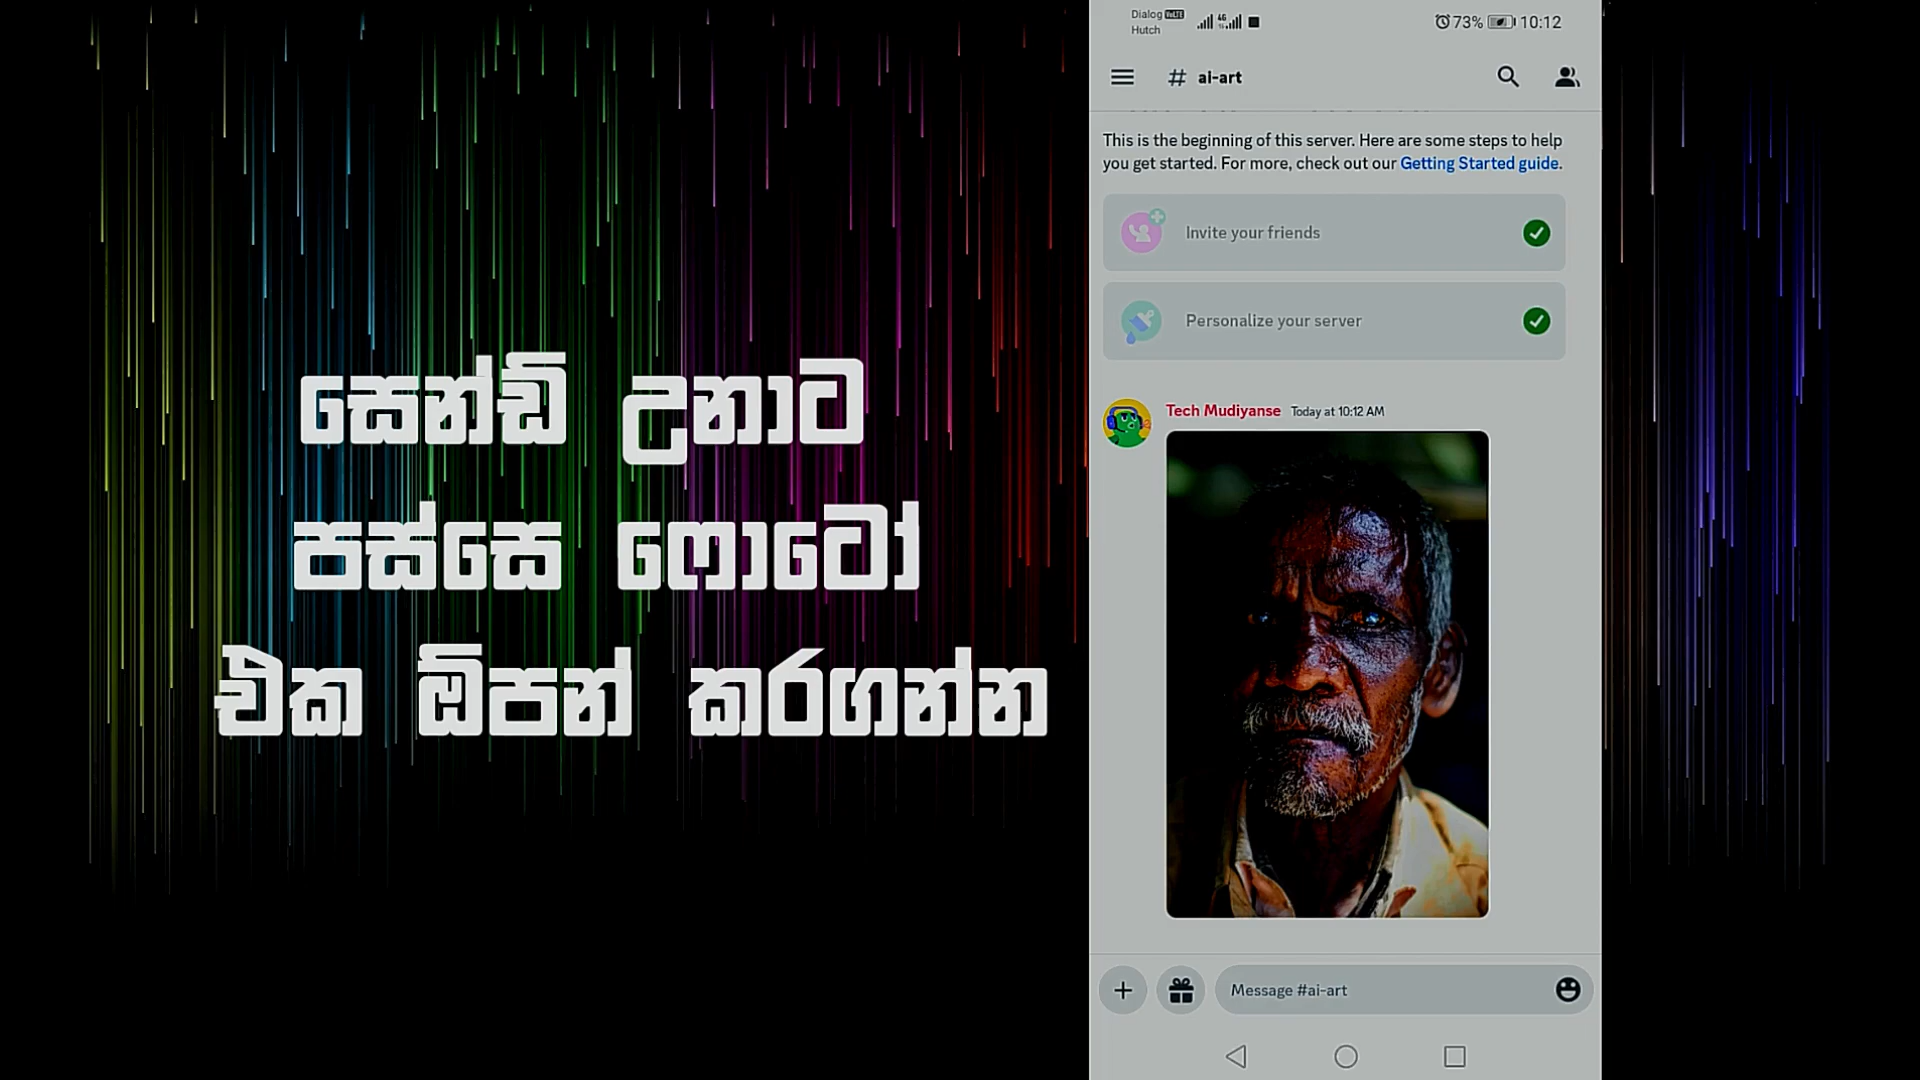 සෙන්ඩ් උනාට
පස්සෙ ෆොටෝ
එක ඕපන් කරගන්න
Dialog VoLTE
Hutch
4G
73%
10:12
# ai-art
This is the beginning of this server. Here are some steps to help
you get started. For more, check out our Getting Started guide.
Invite your friends
Personalize your server
Tech Mudiyanse Today at 10:12 AM
Message #ai-art